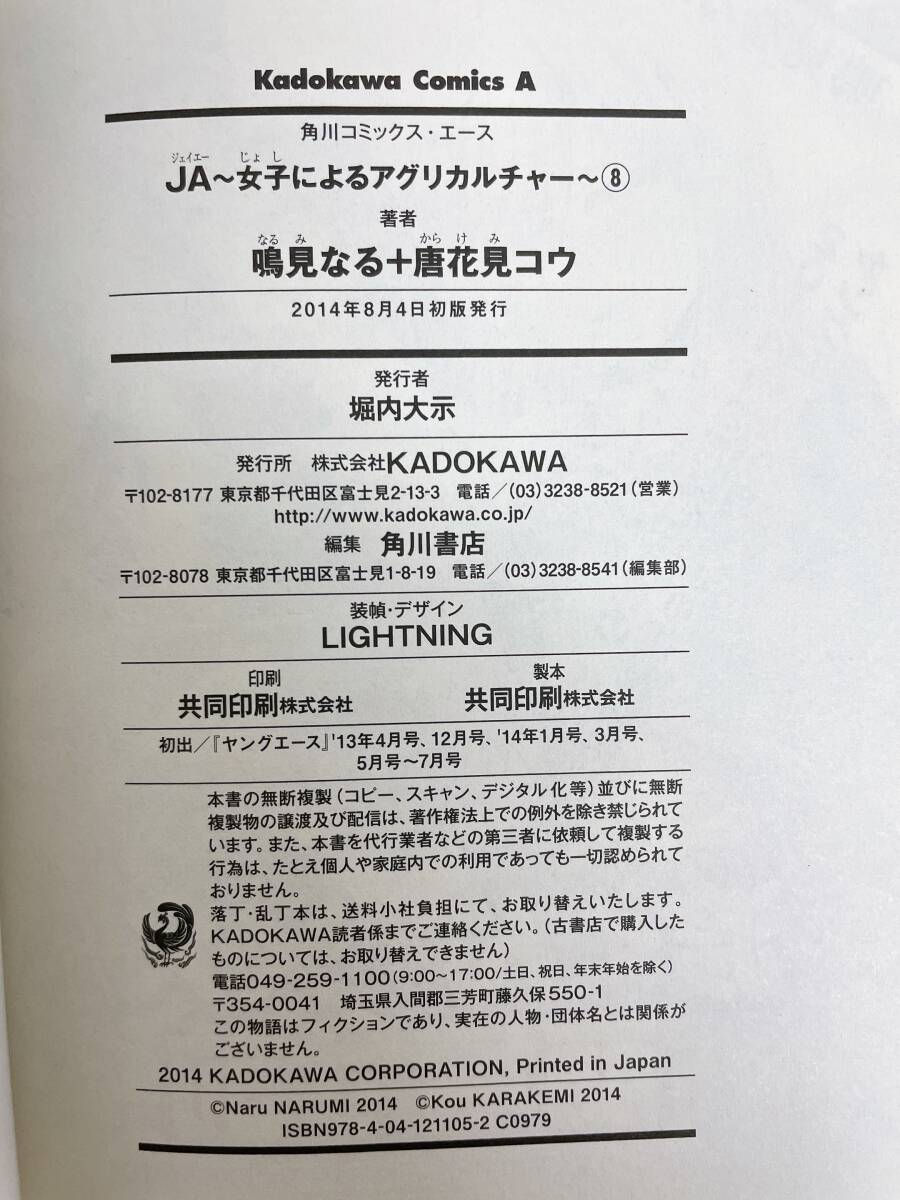 Kadokawa Comics A
角川コミックス・エース
ジェイエー じょし
JA～女子によるアグリカルチャー～⑧
著者
なる み から け み
鳴見なる+唐花見コウ
2014年8月4日初版発行
発行者
堀内大示
発行所 株式会社KADOKAWA
〒102-8177 東京都千代田区富士見2-13-3 電話／(03)3238-8521(営業)
http://www.kadokawa.co.jp/
編集 角川書店
〒102-8078 東京都千代田区富士見1-8-19 電話／(03)3238-8541(編集部)
装幀・デザイン
LIGHTNING
印刷 製本
共同印刷株式会社 共同印刷株式会社
初出／『ヤングエース』'13年4月号、12月号、'14年1月号、3月号、
5月号～7月号
本書の無断複製(コピー、スキャン、デジタル化等)並びに無断
複製物の譲渡及び配信は、著作権法上での例外を除き禁じられて
います。また、本書を代行業者などの第三者に依頼して複製する
行為は、たとえ個人や家庭内での利用であっても一切認められて
おりません。
落丁・乱丁本は、送料小社負担にて、お取り替えいたします。
KADOKAWA読者係までご連絡ください。(古書店で購入した
ものについては、お取り替えできません)
電話049-259-1100(9:00～17:00/土日、祝日、年末年始を除く)
〒354-0041 埼玉県入間郡三芳町藤久保550-1
この物語はフィクションであり、実在の人物・団体名とは関係が
ございません。
2014 KADOKAWA CORPORATION, Printed in Japan
©Naru NARUMI 2014 ©Kou KARAKEMI 2014
ISBN978-4-04-121105-2 C0979